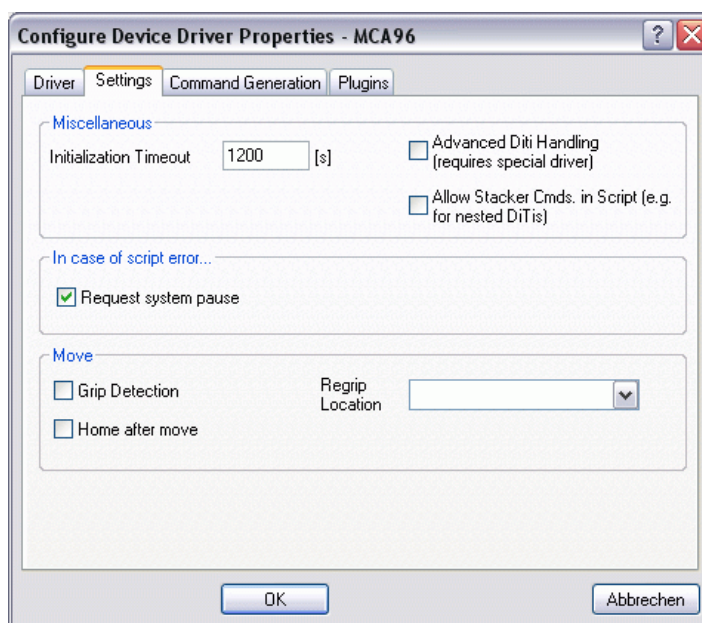 Configure Device Driver Properties - MCA96
Driver Settings Command Generation Plugins
Miscellaneous
Initialization Timeout 1200 [s]
Advanced Diti Handling
(requires special driver)
Allow Stacker Cmds. in Script (e.g.
for nested DiTis)
In case of script error...
Request system pause
Move
Grip Detection
Regrip
Location
Home after move
OK Abbrechen